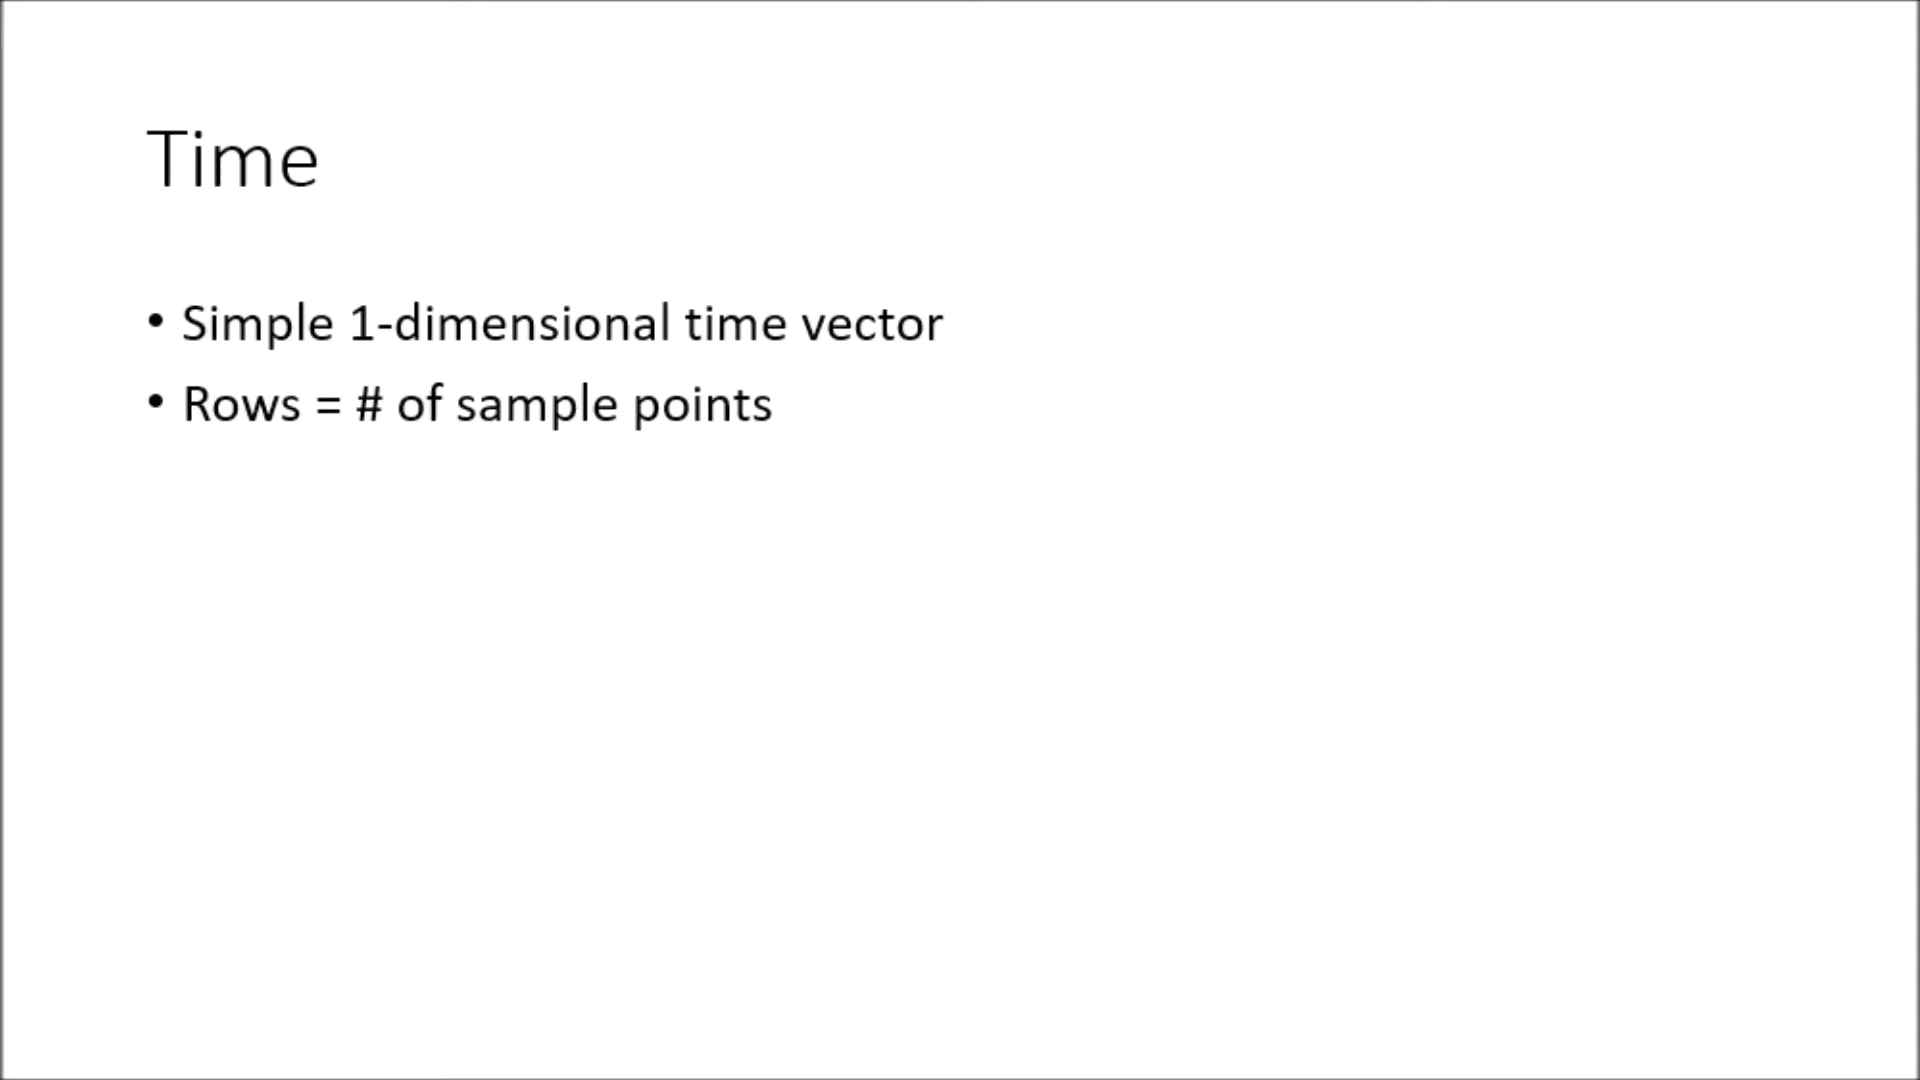 Time
• Simple 1-dimensional time vector
• Rows = # of sample points